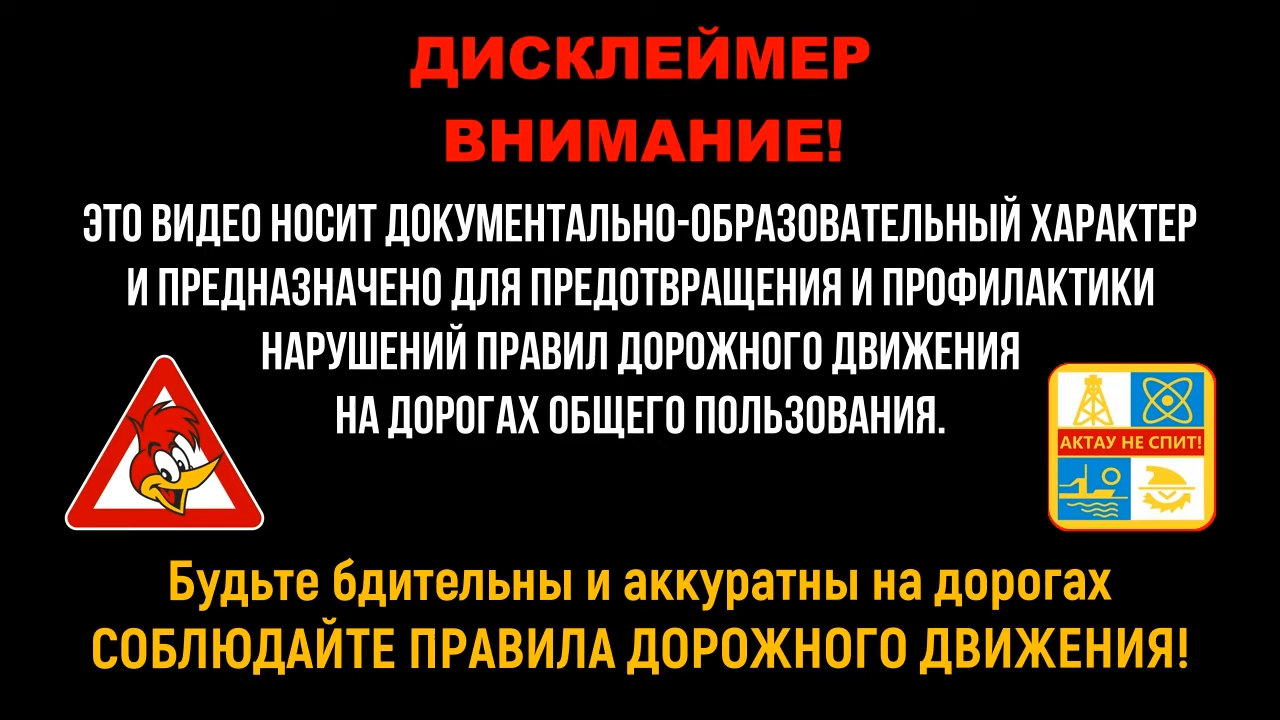 ДИСКЛЕЙМЕР
ВНИМАНИЕ!
ЭТО ВИДЕО НОСИТ ДОКУМЕНТАЛЬНО-ОБРАЗОВАТЕЛЬНЫЙ ХАРАКТЕР
И ПРЕДНАЗНАЧЕНО ДЛЯ ПРЕДОТВРАЩЕНИЯ И ПРОФИЛАКТИКИ
НАРУШЕНИЙ ПРАВИЛ ДОРОЖНОГО ДВИЖЕНИЯ
НА ДОРОГАХ ОБЩЕГО ПОЛЬЗОВАНИЯ.
АКТАУ НЕ СПИТ!
Будьте бдительны и аккуратны на дорогах
СОБЛЮДАЙТЕ ПРАВИЛА ДОРОЖНОГО ДВИЖЕНИЯ!